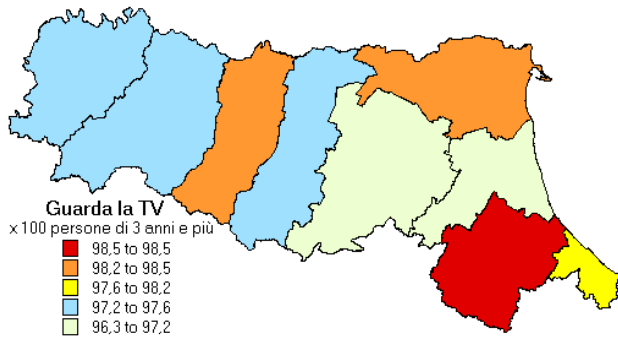 Guarda la TV
x 100 persone di 3 anni e più
98,5 to 98,5
98,2 to 98,5
97,6 to 98,2
97,2 to 97,6
96,3 to 97,2